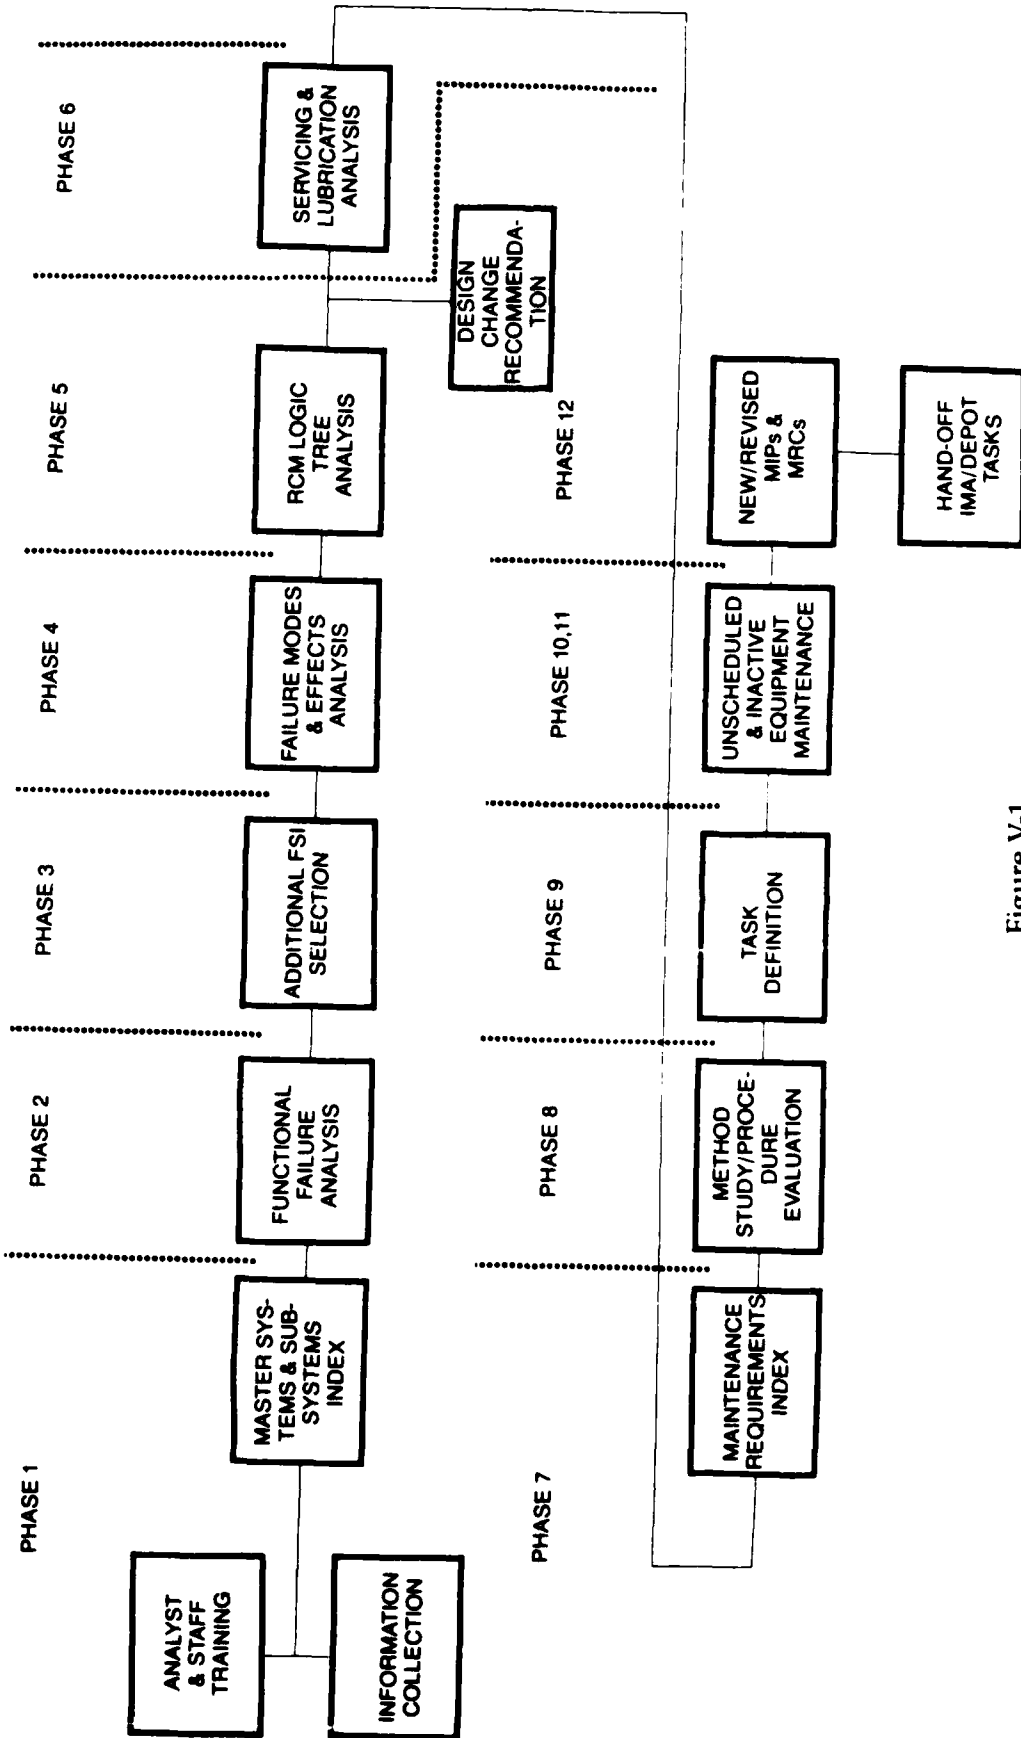 PHASE 1
PHASE 2
PHASE 3
PHASE 4
PHASE 5
PHASE 6
ANALYST
& STAFF
TRAINING
INFORMATION
COLLECTION
MASTER SYS-
TEMS & SUB-
SYSTEMS
INDEX
FUNCTIONAL
FAILURE
ANALYSIS
ADDITIONAL FSI
SELECTION
FAILURE MODES
& EFFECTS
ANALYSIS
RCM LOGIC
TREE
ANALYSIS
SERVICING &
LUBRICATION
ANALYSIS
DESIGN
CHANGE
RECOMMENDA-
TION
PHASE 7
PHASE 8
PHASE 9
PHASE 10,11
PHASE 12
MAINTENANCE
REQUIREMENTS
INDEX
METHOD
STUDY/PROCE-
DURE
EVALUATION
TASK
DEFINITION
UNSCHEDULED
& INACTIVE
EQUIPMENT
MAINTENANCE
NEW/REVISED
MIPs &
MRCs
HAND-OFF
IMA/DEPOT
TASKS
Figure V-1